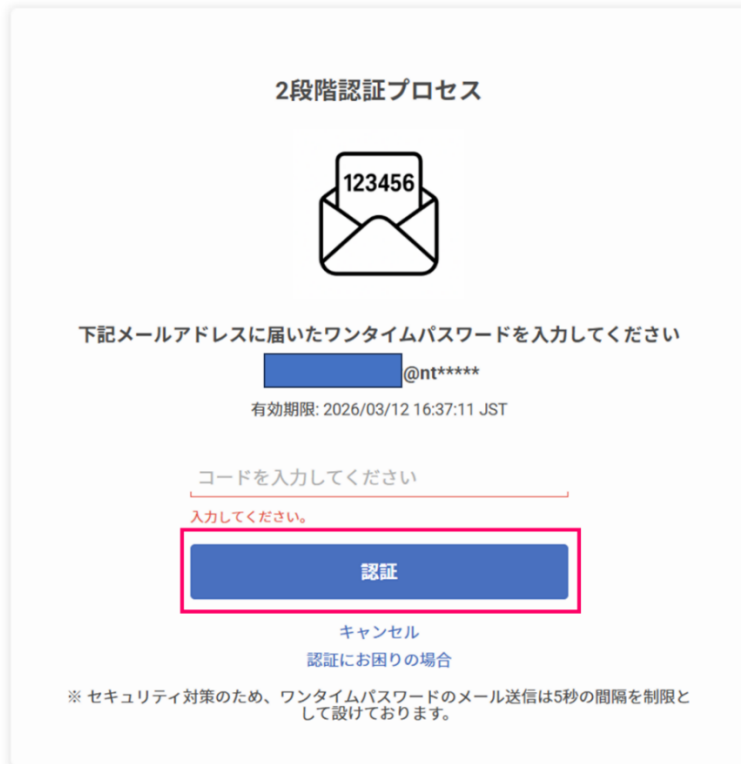 2段階認証プロセス
123456
下記メールアドレスに届いたワンタイムパスワードを入力してください
@nt*****
有効期限: 2026/03/12 16:37:11 JST
コードを入力してください
入力してください。
認証
キャンセル
認証にお困りの場合
※ セキュリティ対策のため、ワンタイムパスワードのメール送信は5秒の間隔を制限と
して設けております。